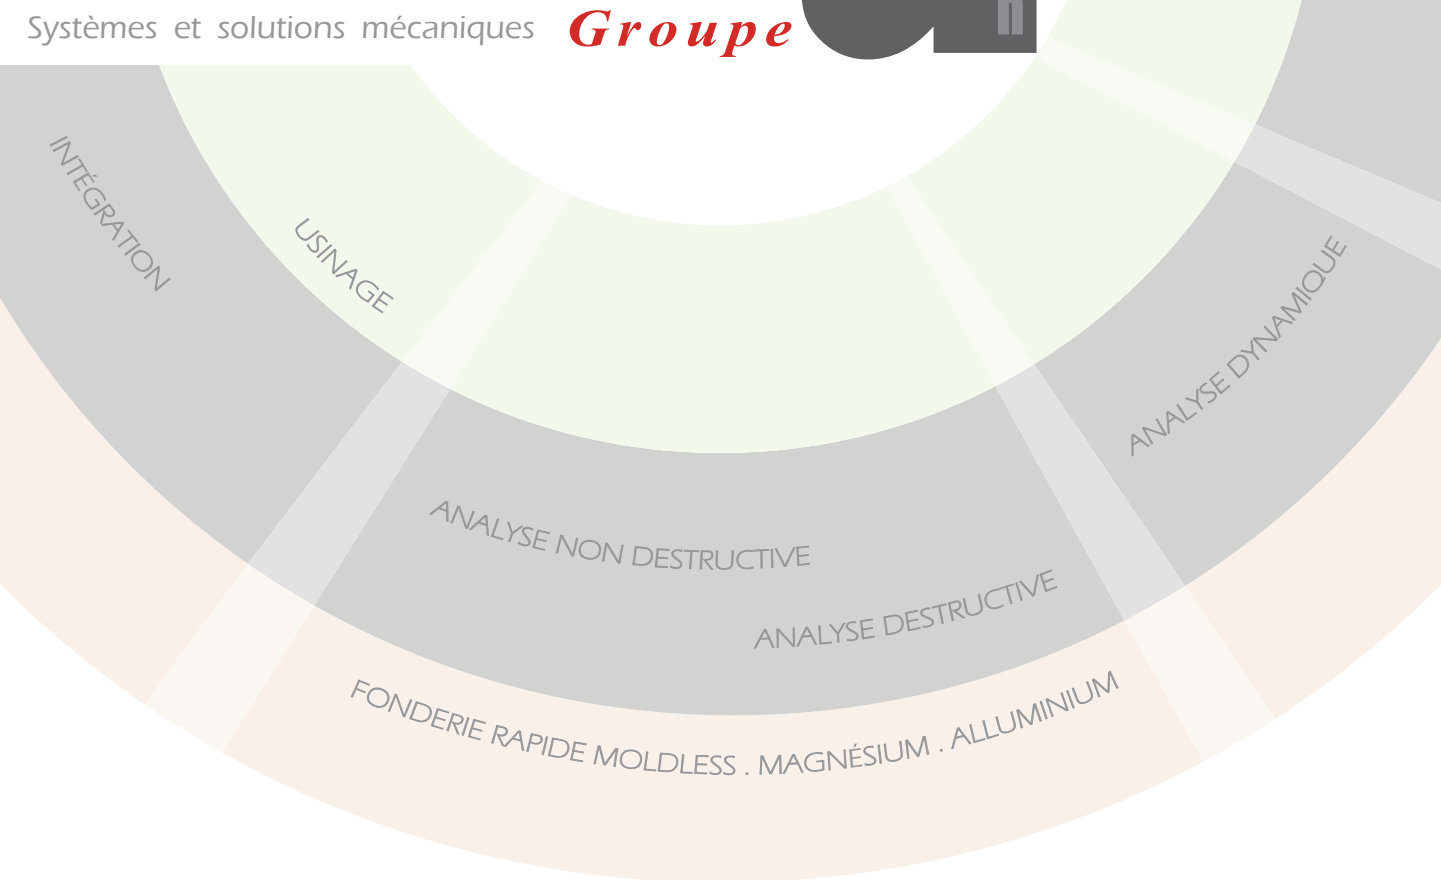 Systèmes et solutions mécaniques
Groupe
n
INTÉGRATION
USINAGE
ANALYSE DYNAMIQUE
ANALYSE NON DESTRUCTIVE
ANALYSE DESTRUCTIVE
FONDERIE RAPIDE MOLDLESS . MAGNÉSIUM . ALLUMINIUM